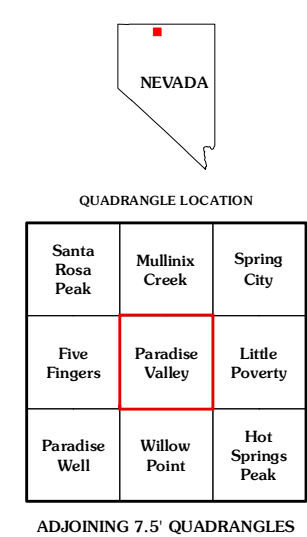 NEVADA
QUADRANGLE LOCATION
Santa
Rosa
Peak
Mullinix
Creek
Spring
City
Five
Fingers
Paradise
Valley
Little
Poverty
Paradise
Well
Willow
Point
Hot
Springs
Peak
ADJOINING 7.5' QUADRANGLES